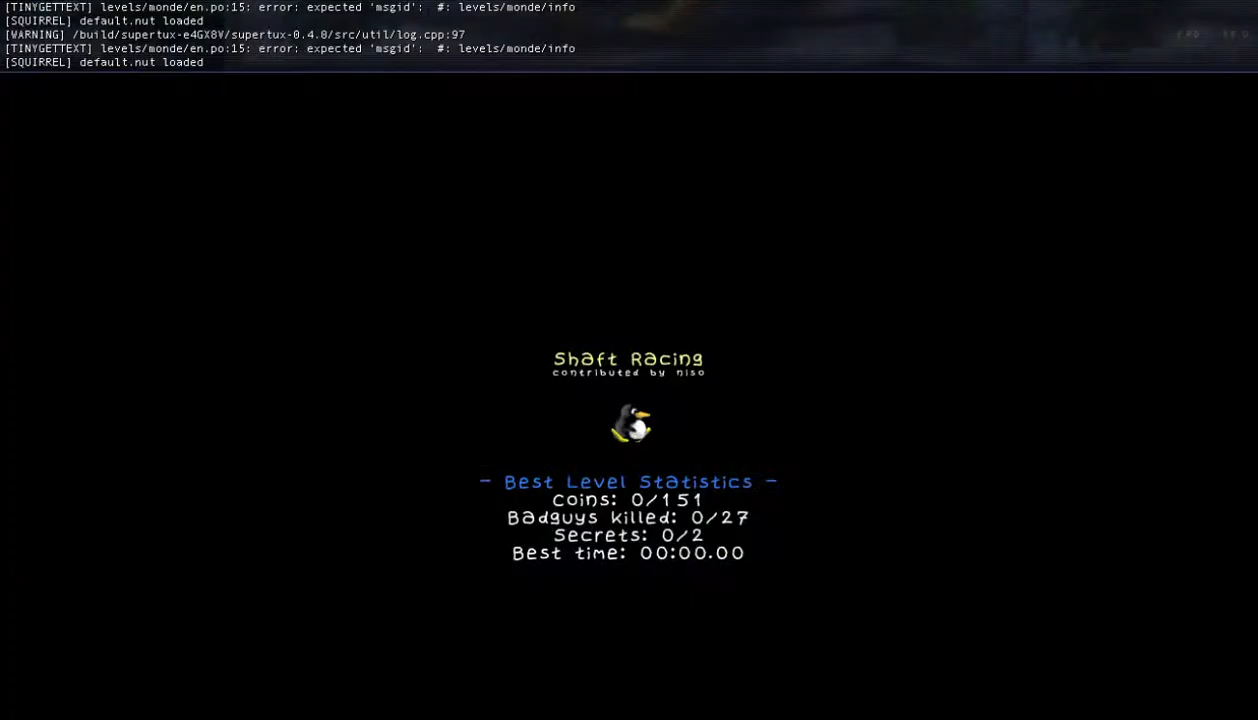 [TINYGETTEXT] levels/monde/en.po:15: error: expected 'msgid':  #: levels/monde/info
[SQUIRREL] default.nut loaded
[WARNING] /build/supertux-e4GX8V/supertux-0.4.0/src/util/log.cpp:97
[TINYGETTEXT] levels/monde/en.po:15: error: expected 'msgid':  #: levels/monde/info
[SQUIRREL] default.nut loaded
Shaft Racing
contributed by niso
- Best Level Statistics -
Coins: 0/151
Badguys killed: 0/27
Secrets: 0/2
Best time: 00:00.00